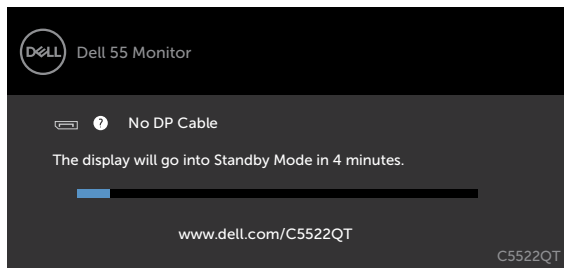 DELL
Dell 55 Monitor
? No DP Cable
The display will go into Standby Mode in 4 minutes.
www.dell.com/C5522QT
C5522QT